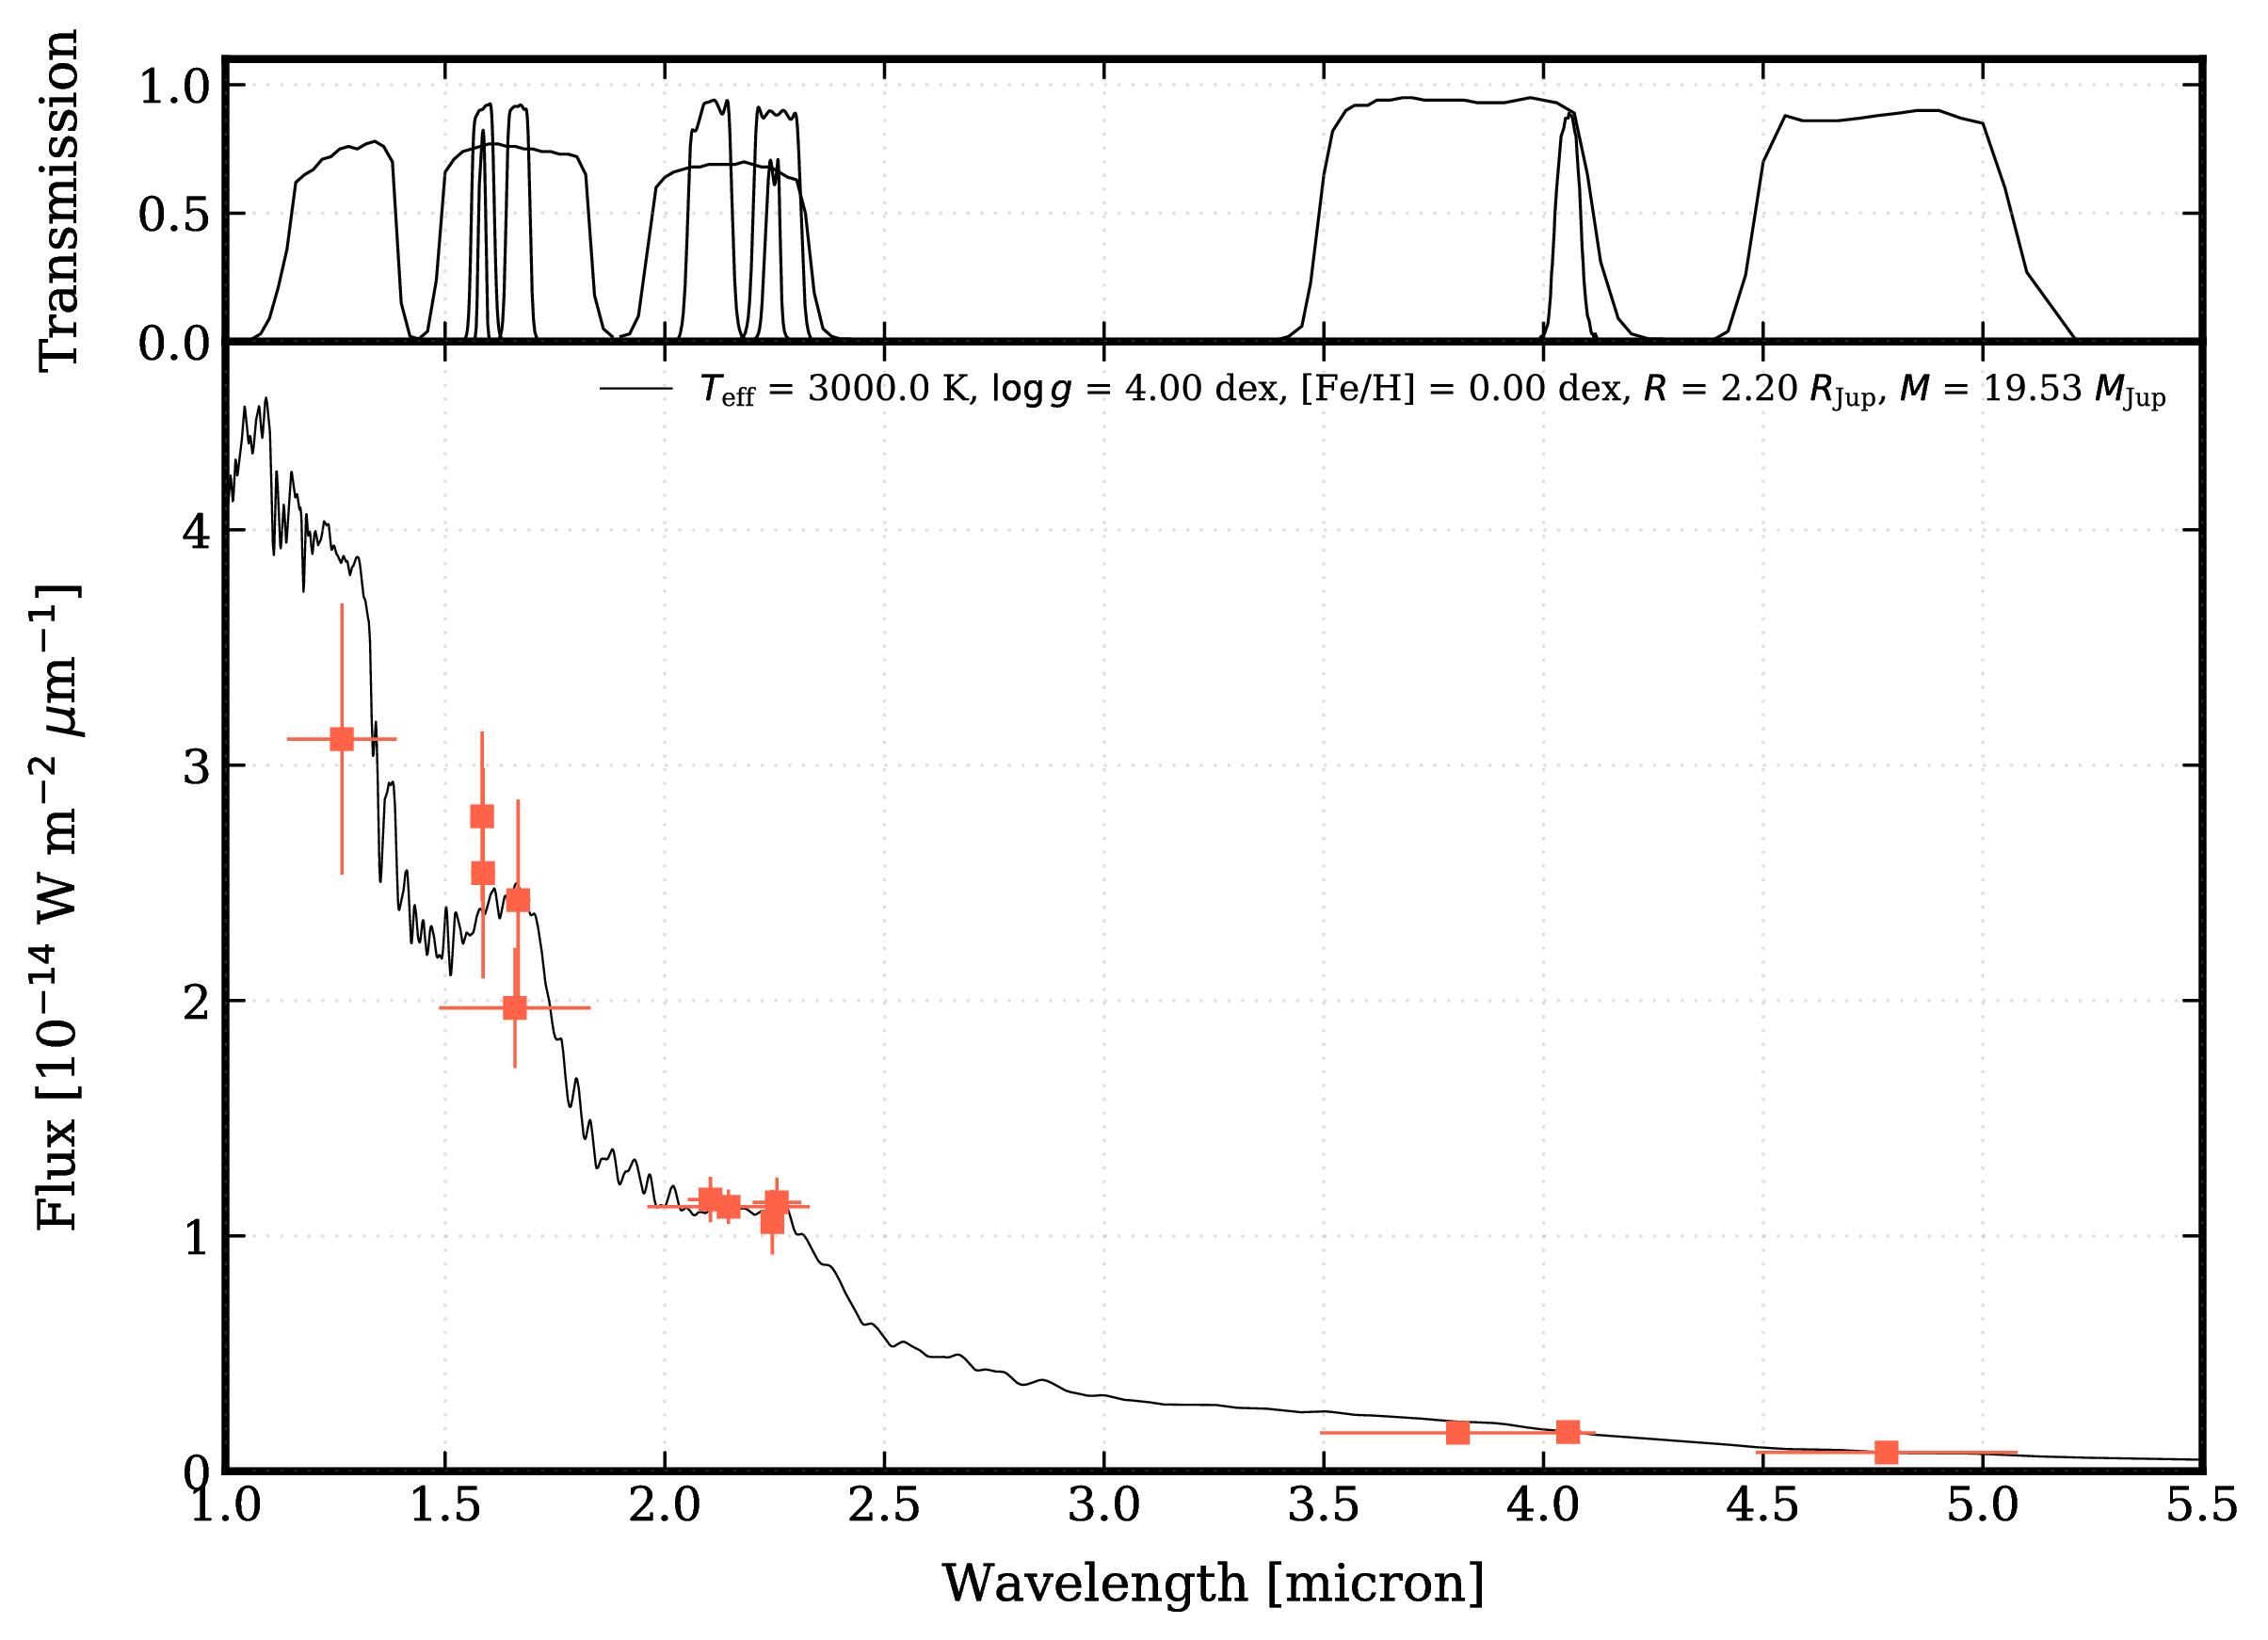 Transmission
1.0
0.5
0.0
T_eff = 3000.0 K, log g = 4.00 dex, [Fe/H] = 0.00 dex, R = 2.20 R_Jup, M = 19.53 M_Jup
Flux [10⁻¹⁴ W m⁻² μm⁻¹]
4
3
2
1
0
1.0 1.5 2.0 2.5 3.0 3.5 4.0 4.5 5.0 5.5
Wavelength [micron]